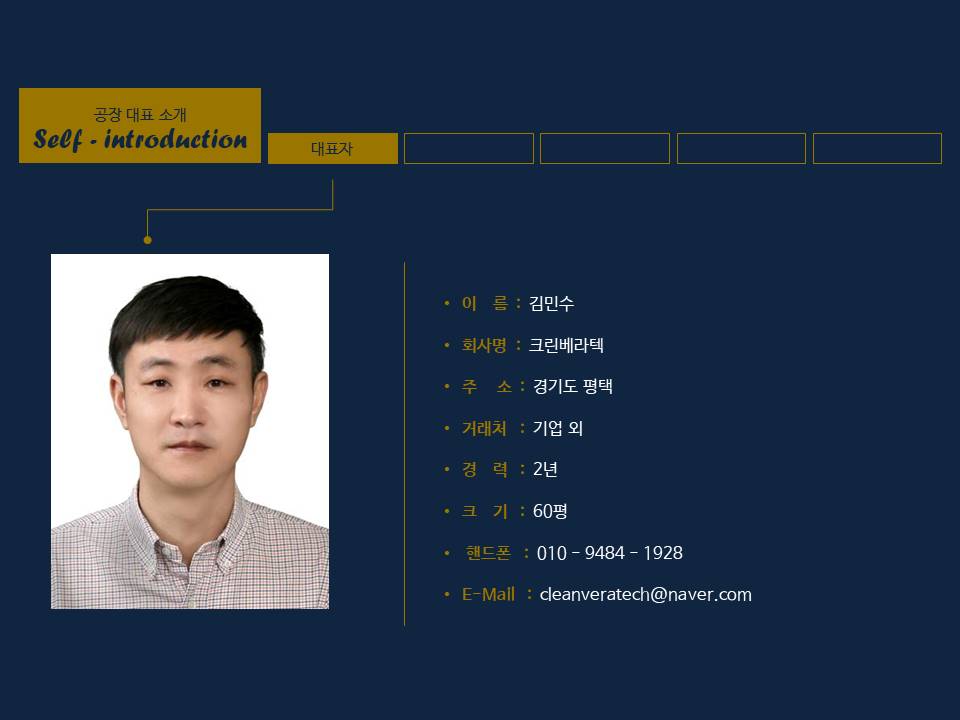 공장 대표 소개
Self - introduction
대표자
• 이 름 : 김민수
• 회사명 : 크린베라텍
• 주 소 : 경기도 평택
• 거래처 : 기업 외
• 경 력 : 2년
• 크 기 : 60평
• 핸드폰 : 010 - 9484 - 1928
• E-Mail : cleanveratech@naver.com